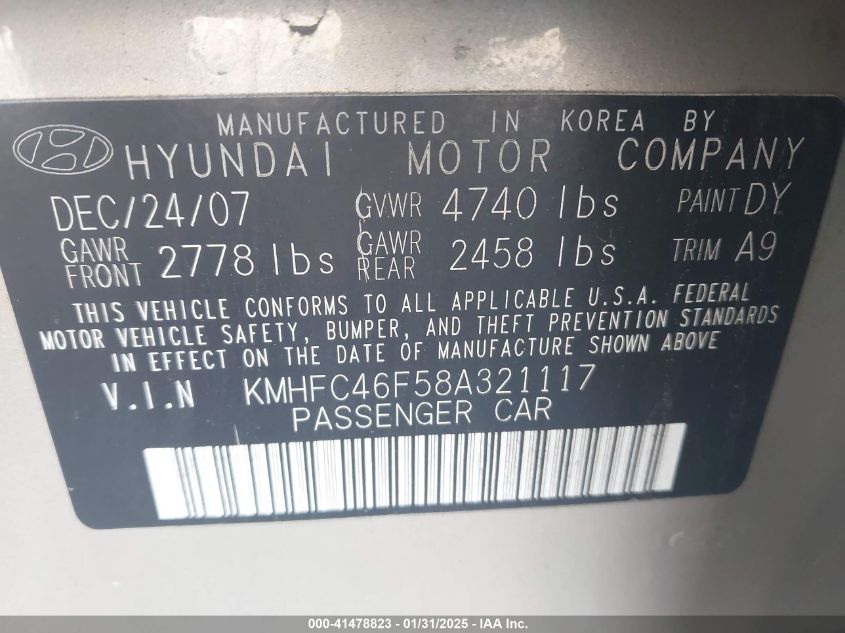 MANUFACTURED IN KOREA BY
HYUNDAI MOTOR COMPANY
DEC/24/07 GVWR 4740 lbs PAINT DY
GAWR FRONT 2778 lbs GAWR REAR 2458 lbs TRIM A9
THIS VEHICLE CONFORMS TO ALL APPLICABLE U.S.A. FEDERAL
MOTOR VEHICLE SAFETY, BUMPER, AND THEFT PREVENTION STANDARDS
IN EFFECT ON THE DATE OF MANUFACTURE SHOWN ABOVE
V.I.N KMHFC46F58A321117
PASSENGER CAR
000-41478823 - 01/31/2025 - IAA Inc.